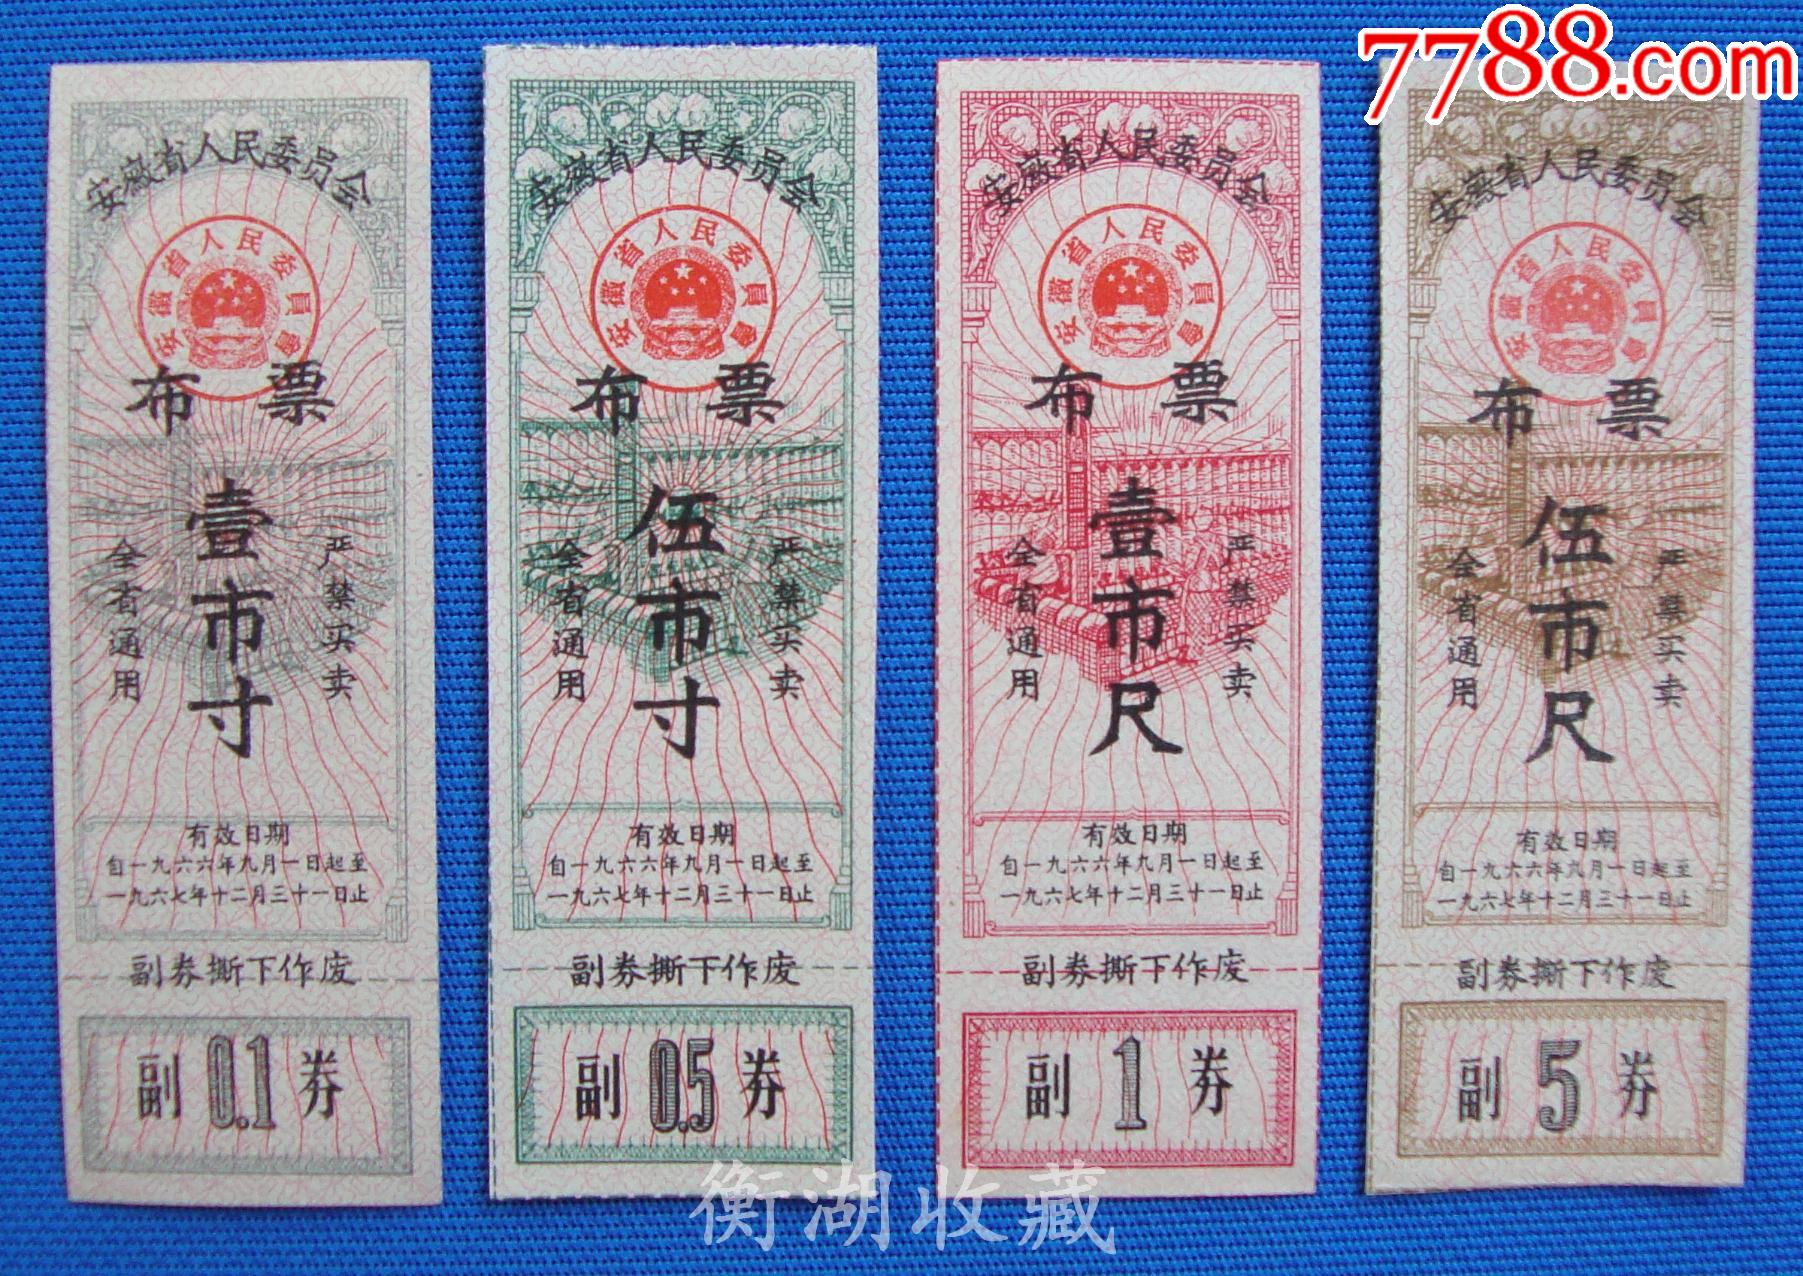 7788.com
安徽省人民委员会
安徽省人民委員會
布票
壹市寸
全省通用
严禁买卖
有效日期
自一九六六年九月一日起至
一九六七年十二月三十一日止
副券撕下作废
副 0.1 券
安徽省人民委员会
安徽省人民委員會
布票
伍市寸
全省通用
严禁买卖
有效日期
自一九六六年九月一日起至
一九六七年十二月三十一日止
副券撕下作废
副 0.5 券
安徽省人民委员会
安徽省人民委員會
布票
壹市尺
全省通用
严禁买卖
有效日期
自一九六六年九月一日起至
一九六七年十二月三十一日止
副券撕下作废
副 1 券
安徽省人民委员会
安徽省人民委員會
布票
伍市尺
全省通用
严禁买卖
有效日期
自一九六六年九月一日起至
一九六七年十二月三十一日止
副券撕下作废
副 5 券
衡湖收藏